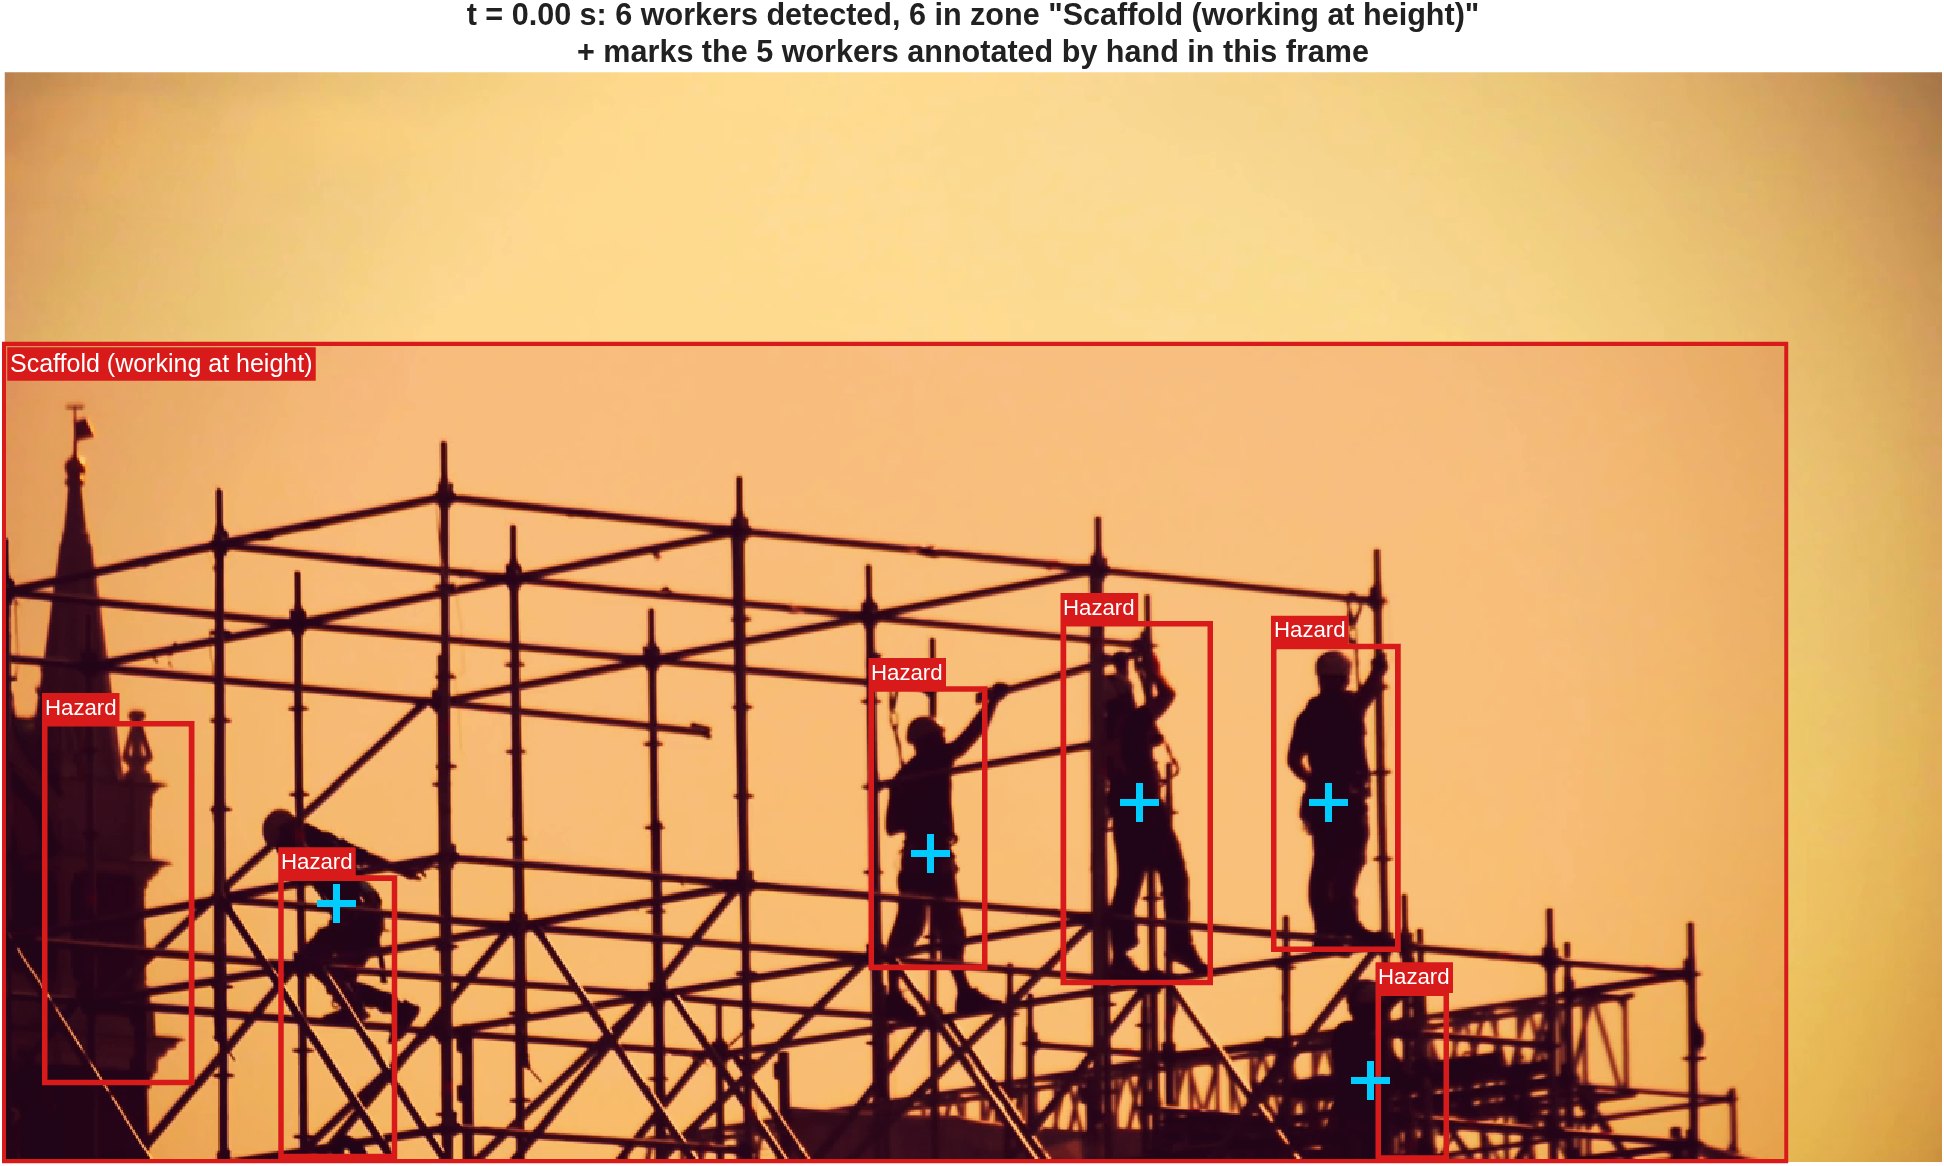 t = 0.00 s: 6 workers detected, 6 in zone "Scaffold (working at height)"
+ marks the 5 workers annotated by hand in this frame
Scaffold (working at height)
Hazard
Hazard
Hazard
Hazard
Hazard
Hazard